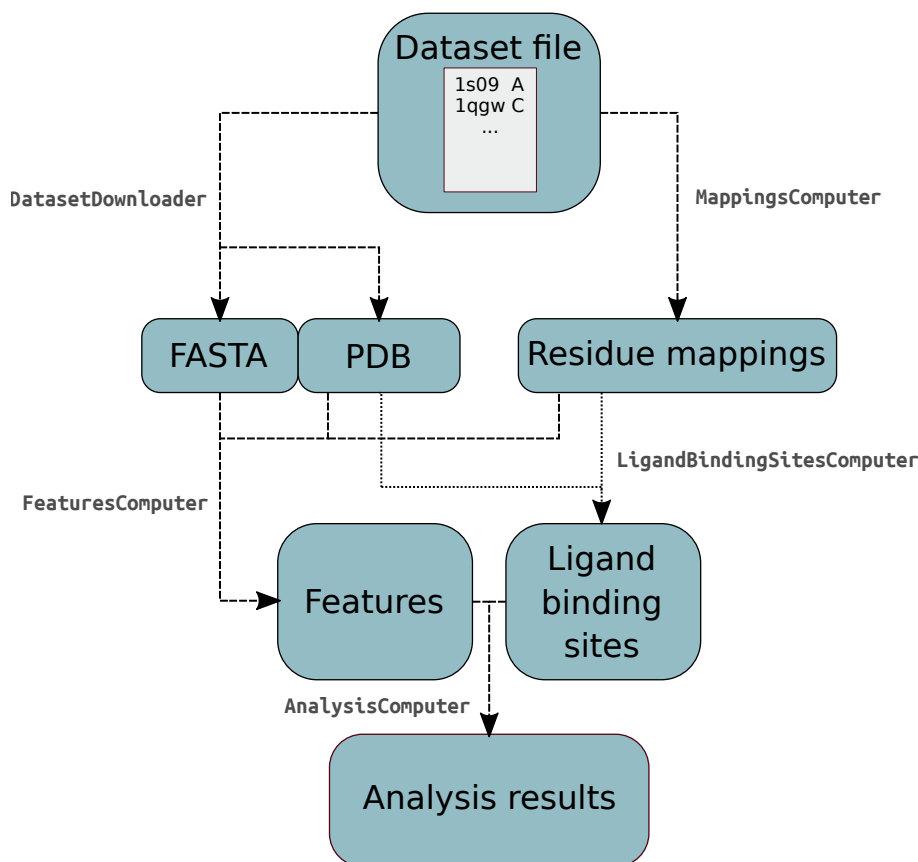 Dataset file
1s09 A
1qgw C
...
DatasetDownloader
MappingsComputer
FASTA
PDB
Residue mappings
LigandBindingSitesComputer
FeaturesComputer
Features
Ligand
binding
sites
AnalysisComputer
Analysis results